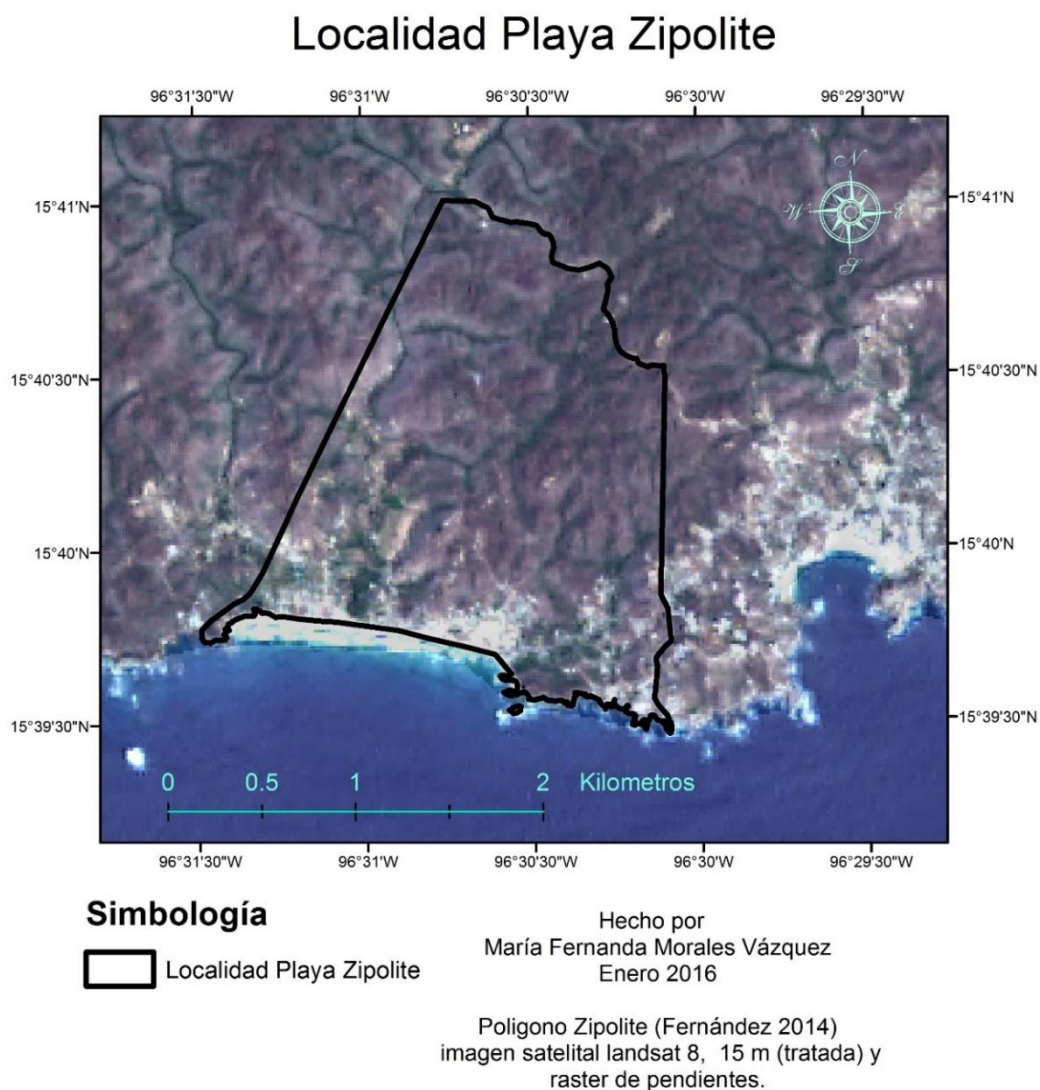 Localidad Playa Zipolite
96°31'30"W 96°31'W 96°30'30"W 96°30'W 96°29'30"W
N
W E
S
15°41'N 15°41'N
15°40'30"N 15°40'30"N
15°40'N 15°40'N
15°39'30"N 15°39'30"N
0 0.5 1 2 Kilometros
96°31'30"W 96°31'W 96°30'30"W 96°30'W 96°29'30"W
Simbología
Localidad Playa Zipolite
Hecho por
María Fernanda Morales Vázquez
Enero 2016
Poligono Zipolite (Fernández 2014)
imagen satelital landsat 8, 15 m (tratada) y
raster de pendientes.